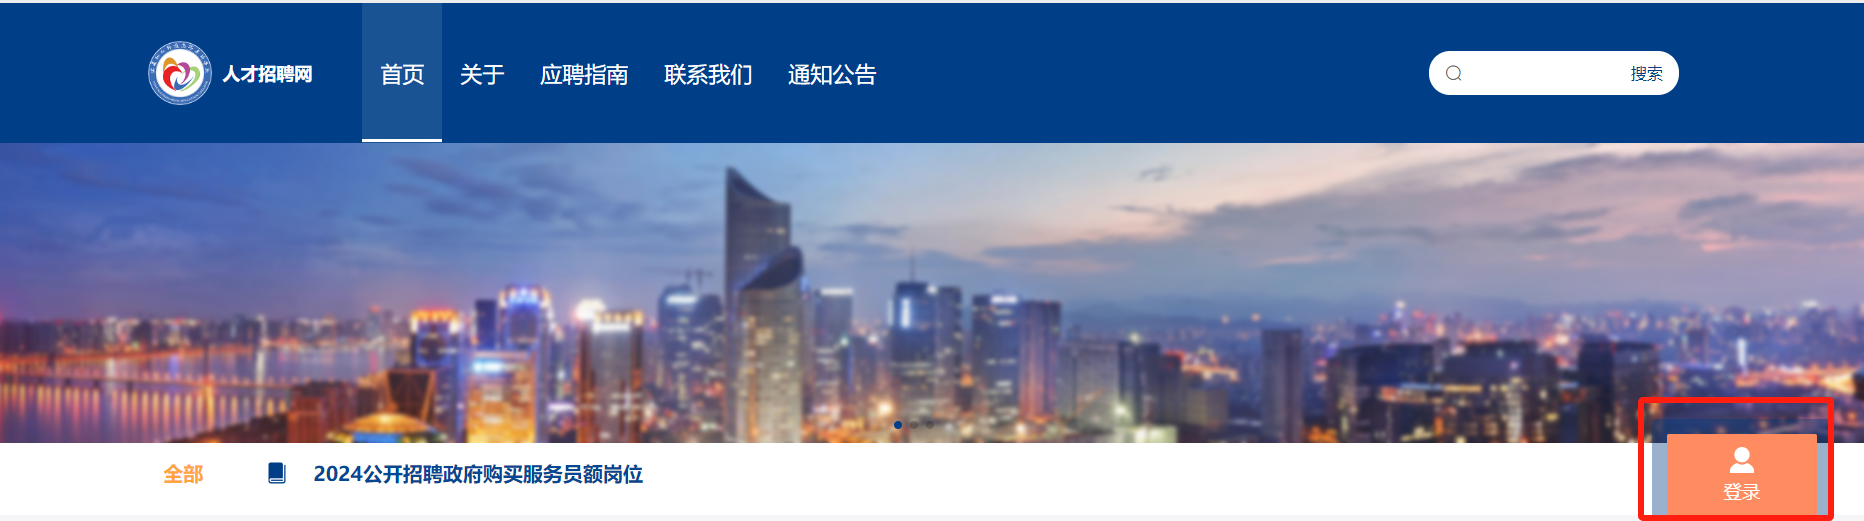 人才招聘网
首页
关于
应聘指南
联系我们
通知公告
搜索
全部
2024公开招聘政府购买服务员额岗位
登录